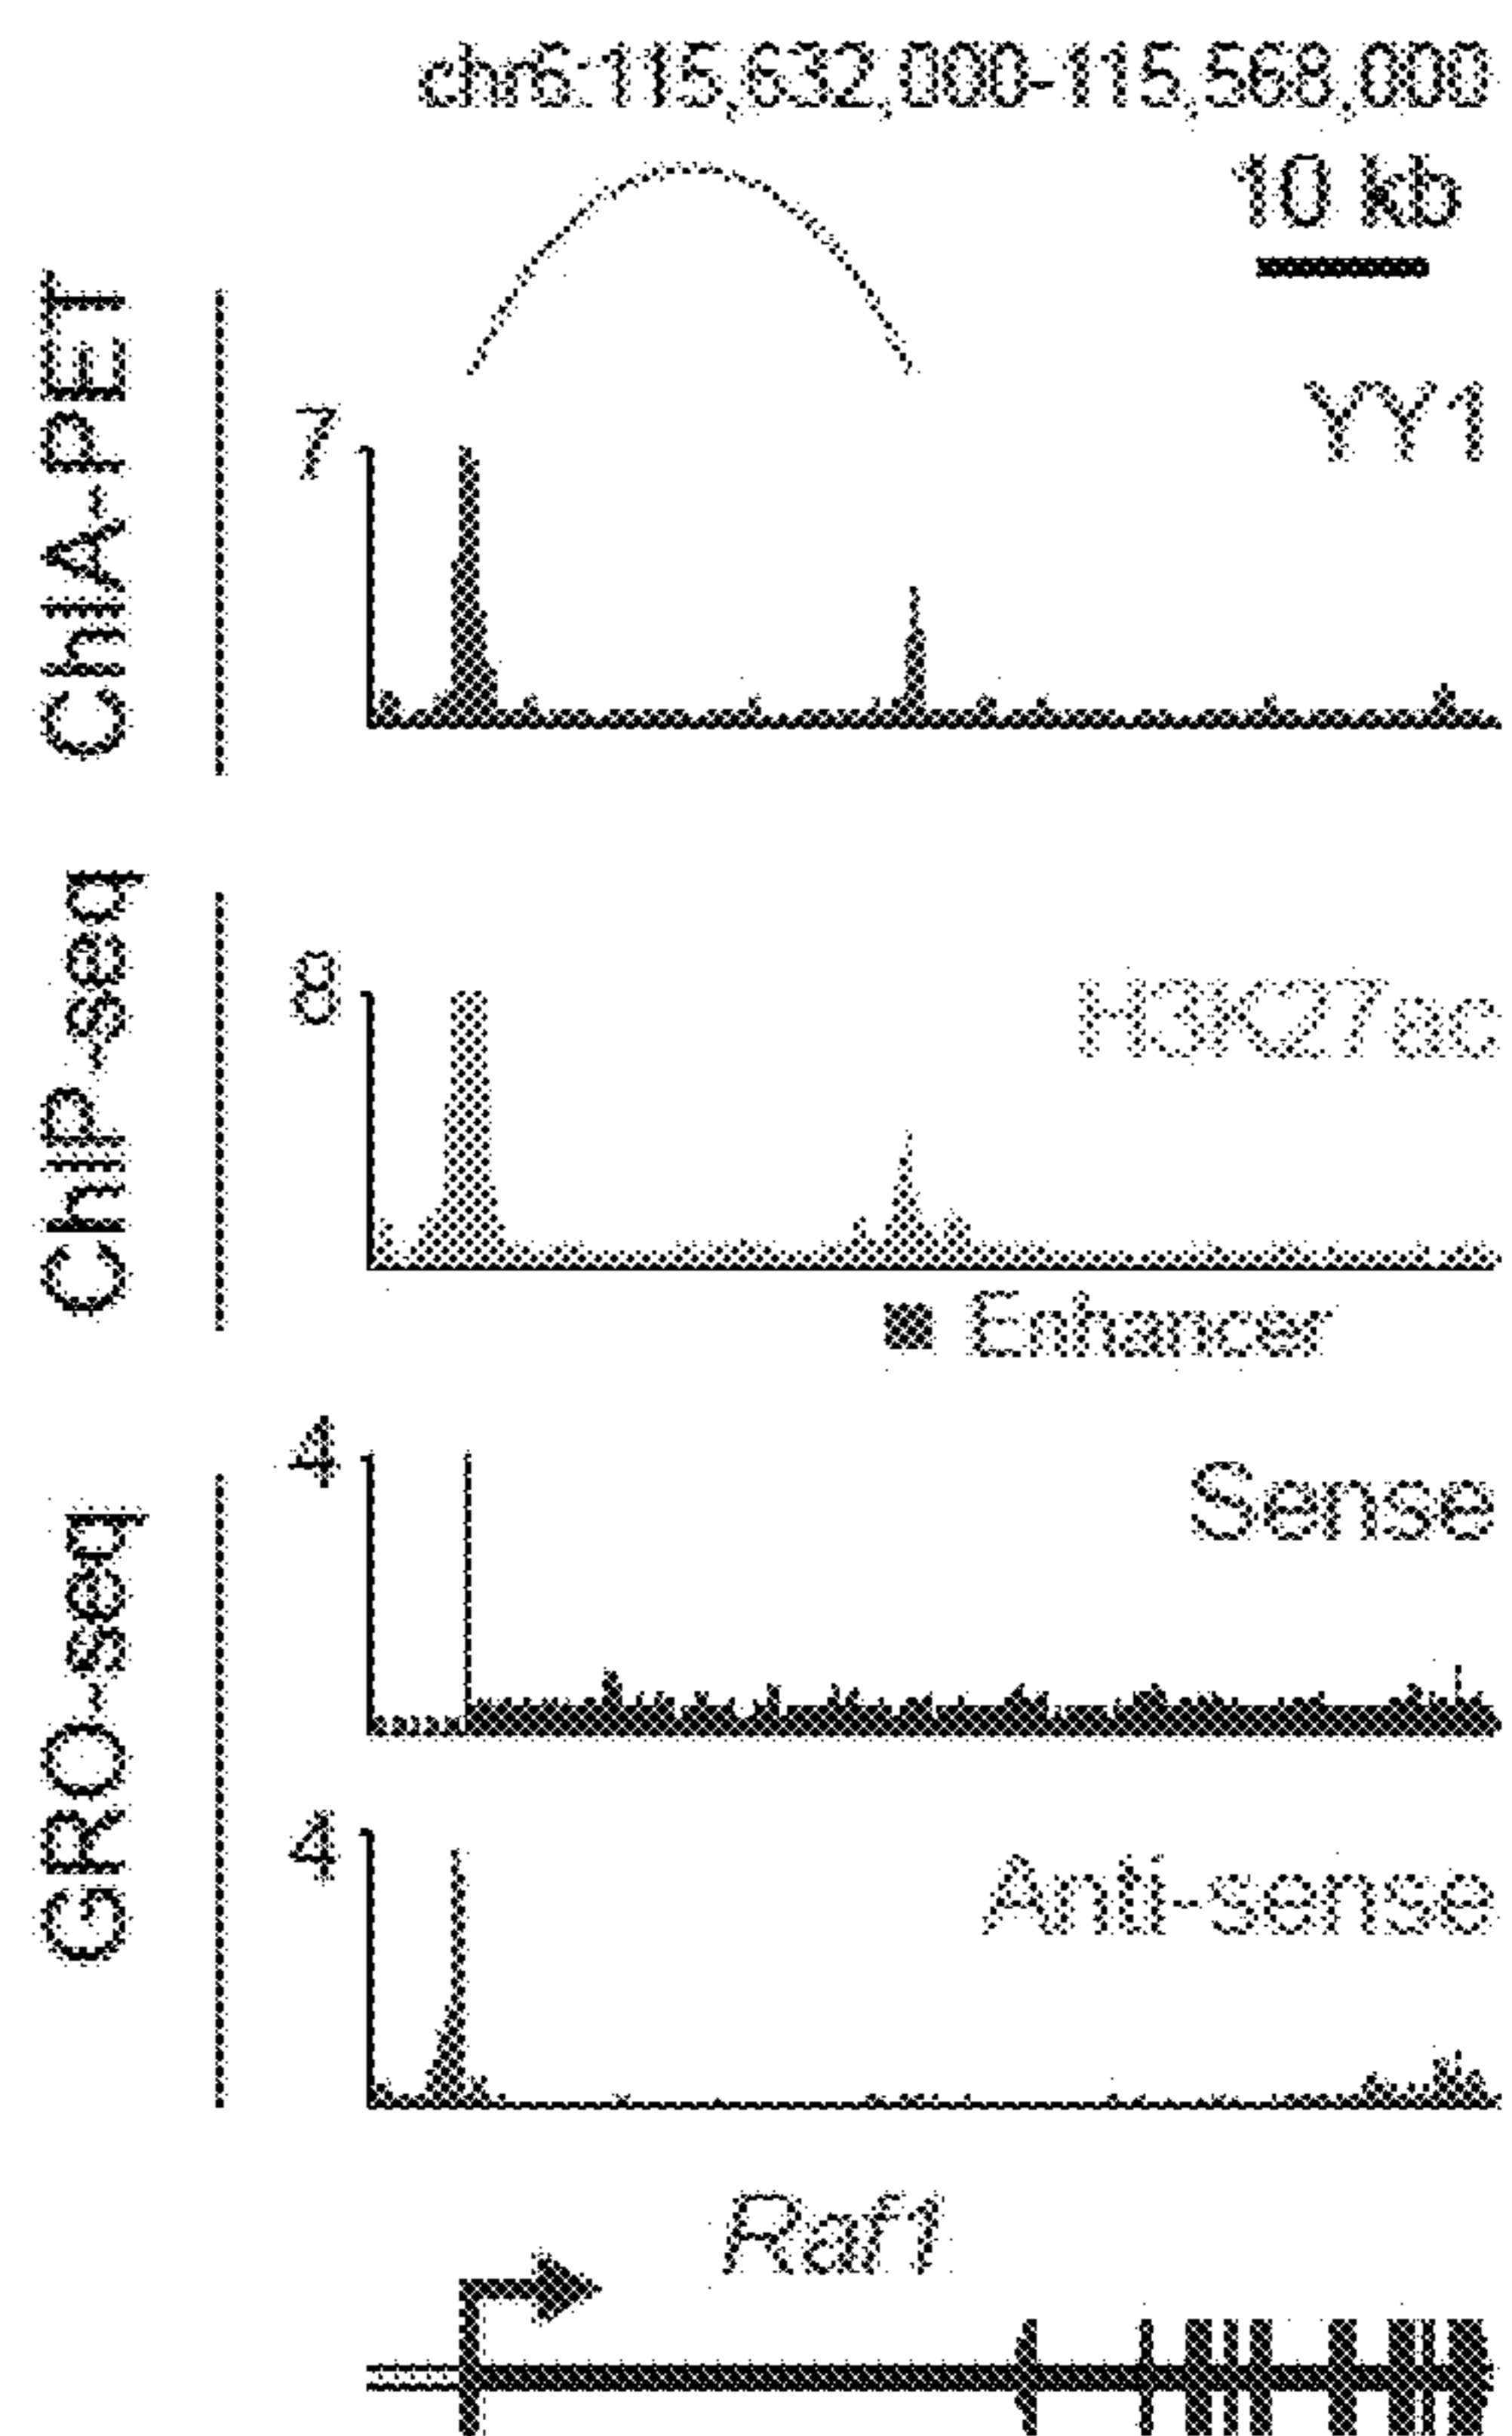 chr6:115,632,000-115,568,000
10 kb
ChIA-PET
7
YY1
ChIP-seq
8
H3K27ac
Enhancer
GRO-seq
4
Sense
4
Anti-sense
Raf1